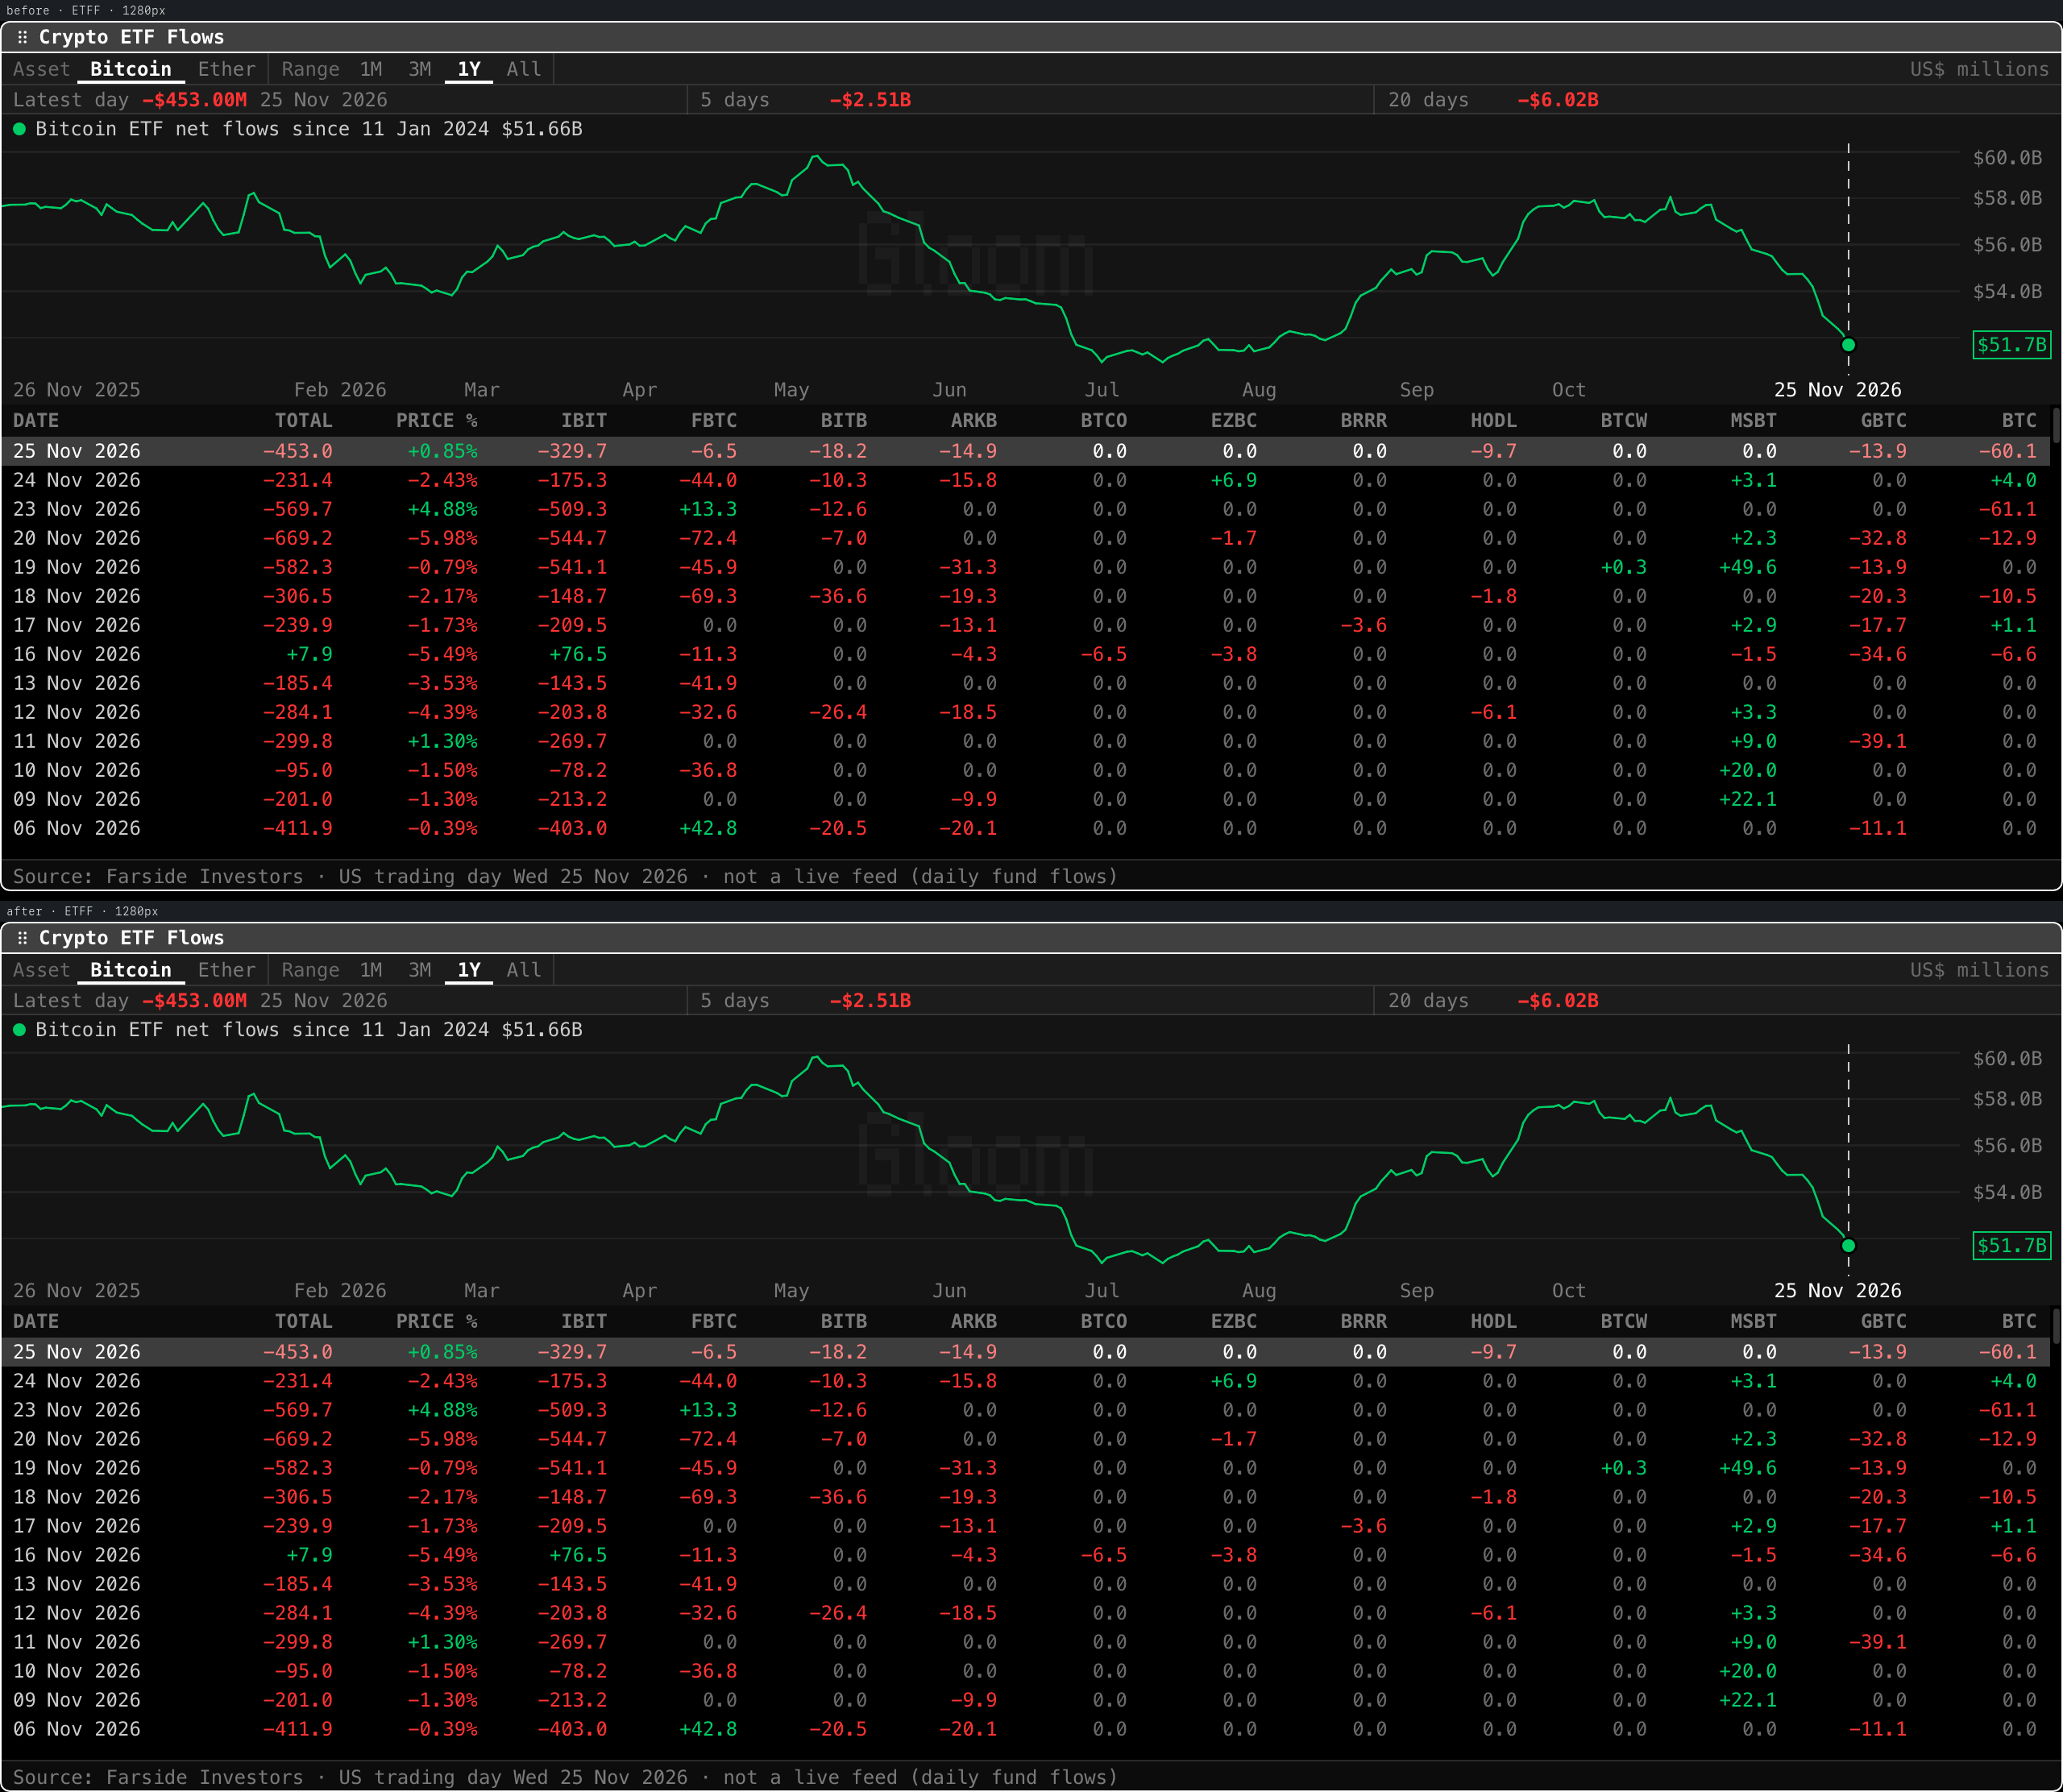 before · ETFF · 1280px
⠿ Crypto ETF Flows
Asset Bitcoin Ether Range 1M 3M 1Y All US$ millions
Latest day −$453.00M 25 Nov 2026 5 days −$2.51B 20 days −$6.02B
Bitcoin ETF net flows since 11 Jan 2024 $51.66B
$60.0B
$58.0B
Gloom
$56.0B
$54.0B
$51.7B
26 Nov 2025 Feb 2026 Mar Apr May Jun Jul Aug Sep Oct 25 Nov 2026
DATE TOTAL PRICE % IBIT FBTC BITB ARKB BTCO EZBC BRRR HODL BTCW MSBT GBTC BTC
25 Nov 2026 −453.0 +0.85% −329.7 −6.5 −18.2 −14.9 0.0 0.0 0.0 −9.7 0.0 0.0 −13.9 −60.1
24 Nov 2026 −231.4 −2.43% −175.3 −44.0 −10.3 −15.8 0.0 +6.9 0.0 0.0 0.0 +3.1 0.0 +4.0
23 Nov 2026 −569.7 +4.88% −509.3 +13.3 −12.6 0.0 0.0 0.0 0.0 0.0 0.0 0.0 0.0 −61.1
20 Nov 2026 −669.2 −5.98% −544.7 −72.4 −7.0 0.0 0.0 −1.7 0.0 0.0 0.0 +2.3 −32.8 −12.9
19 Nov 2026 −582.3 −0.79% −541.1 −45.9 0.0 −31.3 0.0 0.0 0.0 0.0 +0.3 +49.6 −13.9 0.0
18 Nov 2026 −306.5 −2.17% −148.7 −69.3 −36.6 −19.3 0.0 0.0 0.0 −1.8 0.0 0.0 −20.3 −10.5
17 Nov 2026 −239.9 −1.73% −209.5 0.0 0.0 −13.1 0.0 0.0 −3.6 0.0 0.0 +2.9 −17.7 +1.1
16 Nov 2026 +7.9 −5.49% +76.5 −11.3 0.0 −4.3 −6.5 −3.8 0.0 0.0 0.0 −1.5 −34.6 −6.6
13 Nov 2026 −185.4 −3.53% −143.5 −41.9 0.0 0.0 0.0 0.0 0.0 0.0 0.0 0.0 0.0 0.0
12 Nov 2026 −284.1 −4.39% −203.8 −32.6 −26.4 −18.5 0.0 0.0 0.0 −6.1 0.0 +3.3 0.0 0.0
11 Nov 2026 −299.8 +1.30% −269.7 0.0 0.0 0.0 0.0 0.0 0.0 0.0 0.0 +9.0 −39.1 0.0
10 Nov 2026 −95.0 −1.50% −78.2 −36.8 0.0 0.0 0.0 0.0 0.0 0.0 0.0 +20.0 0.0 0.0
09 Nov 2026 −201.0 −1.30% −213.2 0.0 0.0 −9.9 0.0 0.0 0.0 0.0 0.0 +22.1 0.0 0.0
06 Nov 2026 −411.9 −0.39% −403.0 +42.8 −20.5 −20.1 0.0 0.0 0.0 0.0 0.0 0.0 −11.1 0.0
Source: Farside Investors · US trading day Wed 25 Nov 2026 · not a live feed (daily fund flows)
after · ETFF · 1280px
⠿ Crypto ETF Flows
Asset Bitcoin Ether Range 1M 3M 1Y All US$ millions
Latest day −$453.00M 25 Nov 2026 5 days −$2.51B 20 days −$6.02B
Bitcoin ETF net flows since 11 Jan 2024 $51.66B
$60.0B
$58.0B
Gloom
$56.0B
$54.0B
$51.7B
26 Nov 2025 Feb 2026 Mar Apr May Jun Jul Aug Sep Oct 25 Nov 2026
DATE TOTAL PRICE % IBIT FBTC BITB ARKB BTCO EZBC BRRR HODL BTCW MSBT GBTC BTC
25 Nov 2026 −453.0 +0.85% −329.7 −6.5 −18.2 −14.9 0.0 0.0 0.0 −9.7 0.0 0.0 −13.9 −60.1
24 Nov 2026 −231.4 −2.43% −175.3 −44.0 −10.3 −15.8 0.0 +6.9 0.0 0.0 0.0 +3.1 0.0 +4.0
23 Nov 2026 −569.7 +4.88% −509.3 +13.3 −12.6 0.0 0.0 0.0 0.0 0.0 0.0 0.0 0.0 −61.1
20 Nov 2026 −669.2 −5.98% −544.7 −72.4 −7.0 0.0 0.0 −1.7 0.0 0.0 0.0 +2.3 −32.8 −12.9
19 Nov 2026 −582.3 −0.79% −541.1 −45.9 0.0 −31.3 0.0 0.0 0.0 0.0 +0.3 +49.6 −13.9 0.0
18 Nov 2026 −306.5 −2.17% −148.7 −69.3 −36.6 −19.3 0.0 0.0 0.0 −1.8 0.0 0.0 −20.3 −10.5
17 Nov 2026 −239.9 −1.73% −209.5 0.0 0.0 −13.1 0.0 0.0 −3.6 0.0 0.0 +2.9 −17.7 +1.1
16 Nov 2026 +7.9 −5.49% +76.5 −11.3 0.0 −4.3 −6.5 −3.8 0.0 0.0 0.0 −1.5 −34.6 −6.6
13 Nov 2026 −185.4 −3.53% −143.5 −41.9 0.0 0.0 0.0 0.0 0.0 0.0 0.0 0.0 0.0 0.0
12 Nov 2026 −284.1 −4.39% −203.8 −32.6 −26.4 −18.5 0.0 0.0 0.0 −6.1 0.0 +3.3 0.0 0.0
11 Nov 2026 −299.8 +1.30% −269.7 0.0 0.0 0.0 0.0 0.0 0.0 0.0 0.0 +9.0 −39.1 0.0
10 Nov 2026 −95.0 −1.50% −78.2 −36.8 0.0 0.0 0.0 0.0 0.0 0.0 0.0 +20.0 0.0 0.0
09 Nov 2026 −201.0 −1.30% −213.2 0.0 0.0 −9.9 0.0 0.0 0.0 0.0 0.0 +22.1 0.0 0.0
06 Nov 2026 −411.9 −0.39% −403.0 +42.8 −20.5 −20.1 0.0 0.0 0.0 0.0 0.0 0.0 −11.1 0.0
Source: Farside Investors · US trading day Wed 25 Nov 2026 · not a live feed (daily fund flows)